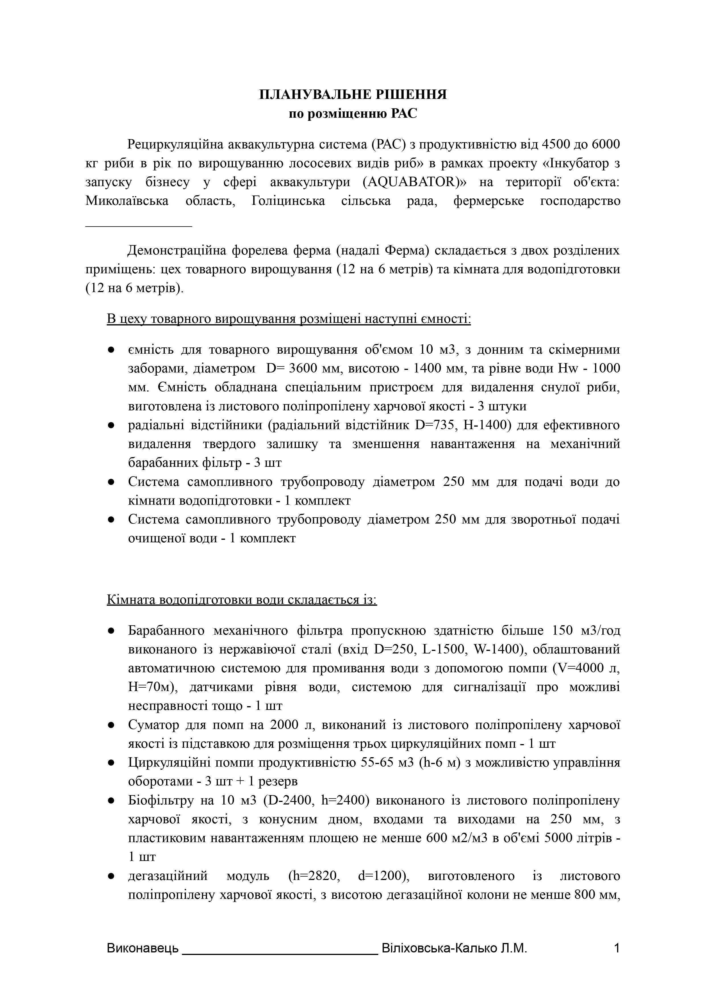 ПЛАНУВАЛЬНЕ РІШЕННЯ
по розміщенню РАС
Рециркуляційна аквакультурна система (РАС) з продуктивністю від 4500 до 6000
кг риби в рік по вирощуванню лососевих видів риб» в рамках проекту «Інкубатор з
запуску бізнесу у сфері аквакультури (AQUABATOR)» на території об'єкта:
Миколаївська область, Голіцинська сільська рада, фермерське господарство
_______________
Демонстраційна форелева ферма (надалі Ферма) складається з двох розділених
приміщень: цех товарного вирощування (12 на 6 метрів) та кімната для водопідготовки
(12 на 6 метрів).
В цеху товарного вирощування розміщені наступні ємності:
● ємність для товарного вирощування об'ємом 10 м3, з донним та скімерними
заборами, діаметром D= 3600 мм, висотою - 1400 мм, та рівне води Hw - 1000
мм. Ємність обладнана спеціальним пристроєм для видалення снулої риби,
виготовлена із листового поліпропілену харчової якості - 3 штуки
● радіальні відстійники (радіальний відстійник D=735, H-1400) для ефективного
видалення твердого залишку та зменшення навантаження на механічний
барабанних фільтр - 3 шт
● Система самопливного трубопроводу діаметром 250 мм для подачі води до
кімнати водопідготовки - 1 комплект
● Система самопливного трубопроводу діаметром 250 мм для зворотньої подачі
очищеної води - 1 комплект
Кімната водопідготовки води складається із:
● Барабанного механічного фільтра пропускною здатністю більше 150 м3/год
виконаного із нержавіючої сталі (вхід D=250, L-1500, W-1400), облаштований
автоматичною системою для промивання води з допомогою помпи (V=4000 л,
H=70м), датчиками рівня води, системою для сигналізації про можливі
несправності тощо - 1 шт
● Суматор для помп на 2000 л, виконаний із листового поліпропілену харчової
якості із підставкою для розміщення трьох циркуляційних помп - 1 шт
● Циркуляційні помпи продуктивністю 55-65 м3 (h-6 м) з можливістю управління
оборотами - 3 шт + 1 резерв
● Біофільтру на 10 м3 (D-2400, h=2400) виконаного із листового поліпропілену
харчової якості, з конусним дном, входами та виходами на 250 мм, з
пластиковим навантаженням площею не менше 600 м2/м3 в об'ємі 5000 літрів -
1 шт
● дегазаційний модуль (h=2820, d=1200), виготовленого із листового
поліпропілену харчової якості, з висотою дегазаційної колони не менше 800 мм,
Виконавець ___________________________ Віліховська-Калько Л.М. 1